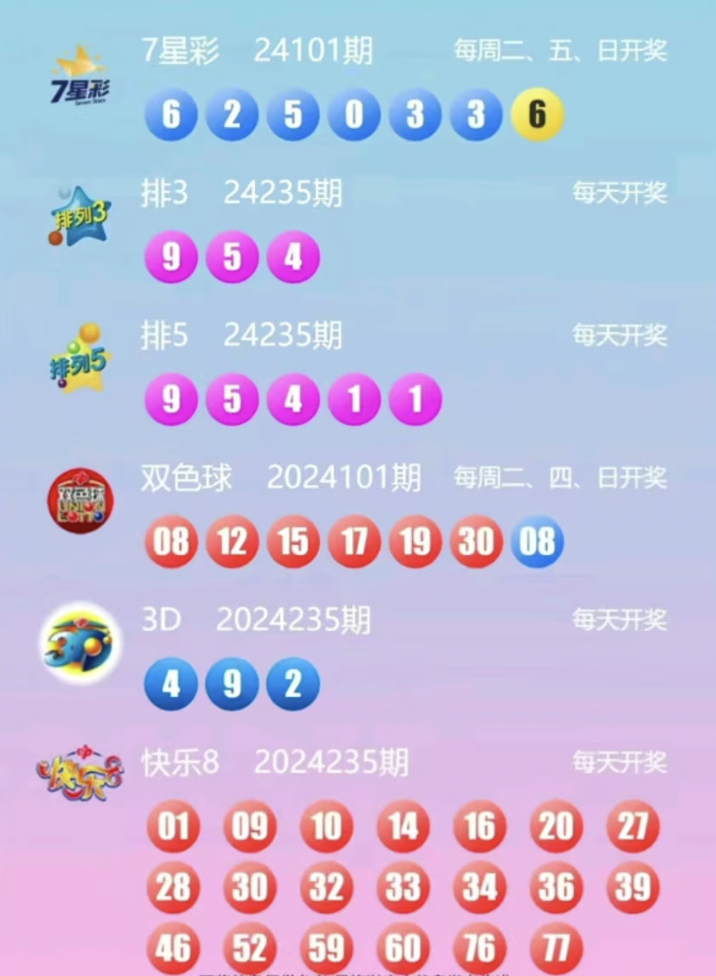 7星彩 24101期 每周二、五、日开奖
7星彩
6 2 5 0 3 3 6
排3 24235期 每天开奖
排列3
9 5 4
排5 24235期 每天开奖
排列5
9 5 4 1 1
双色球 2024101期 每周二、四、日开奖
双色球
UNION
LOTTO
08 12 15 17 19 30 08
3D 2024235期 每天开奖
3D
4 9 2
快乐8 2024235期 每天开奖
快乐8
01 09 10 14 16 20 27
28 30 32 33 34 36 39
46 52 59 60 76 77